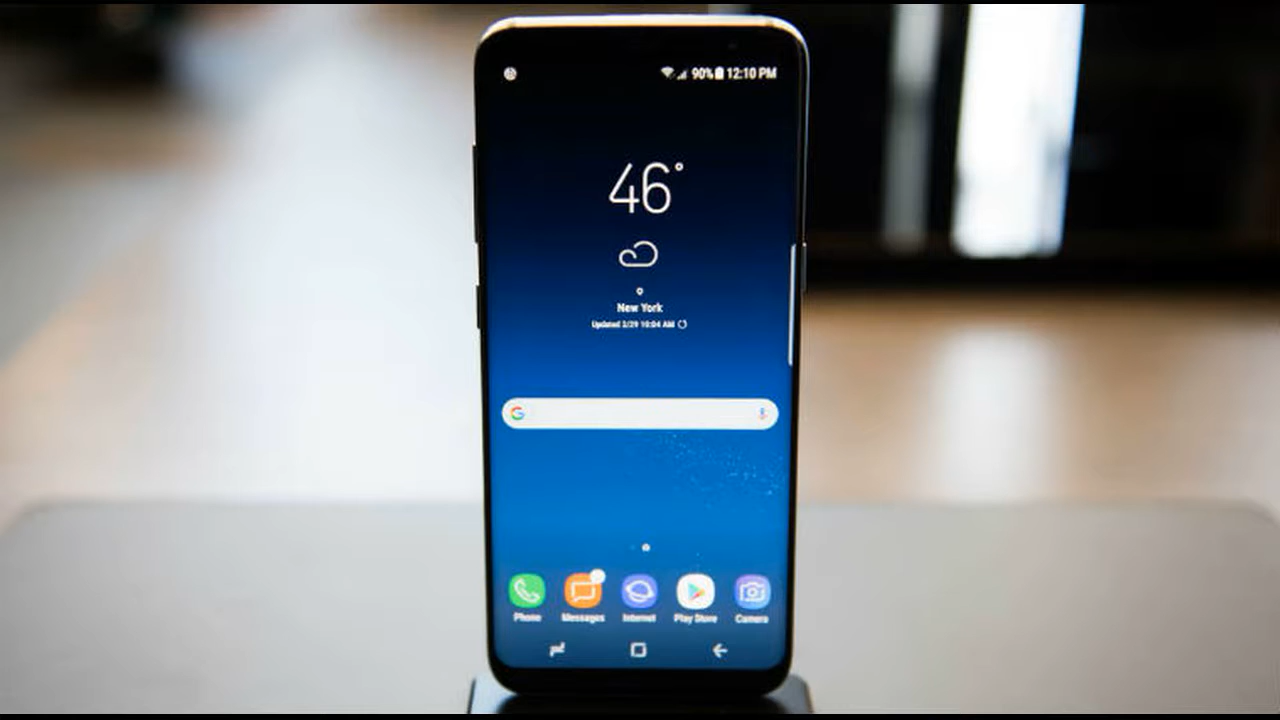 90% 12:10 PM
46°
New York
Updated 3/29 10:04 AM
Phone Messages Internet Play Store Camera